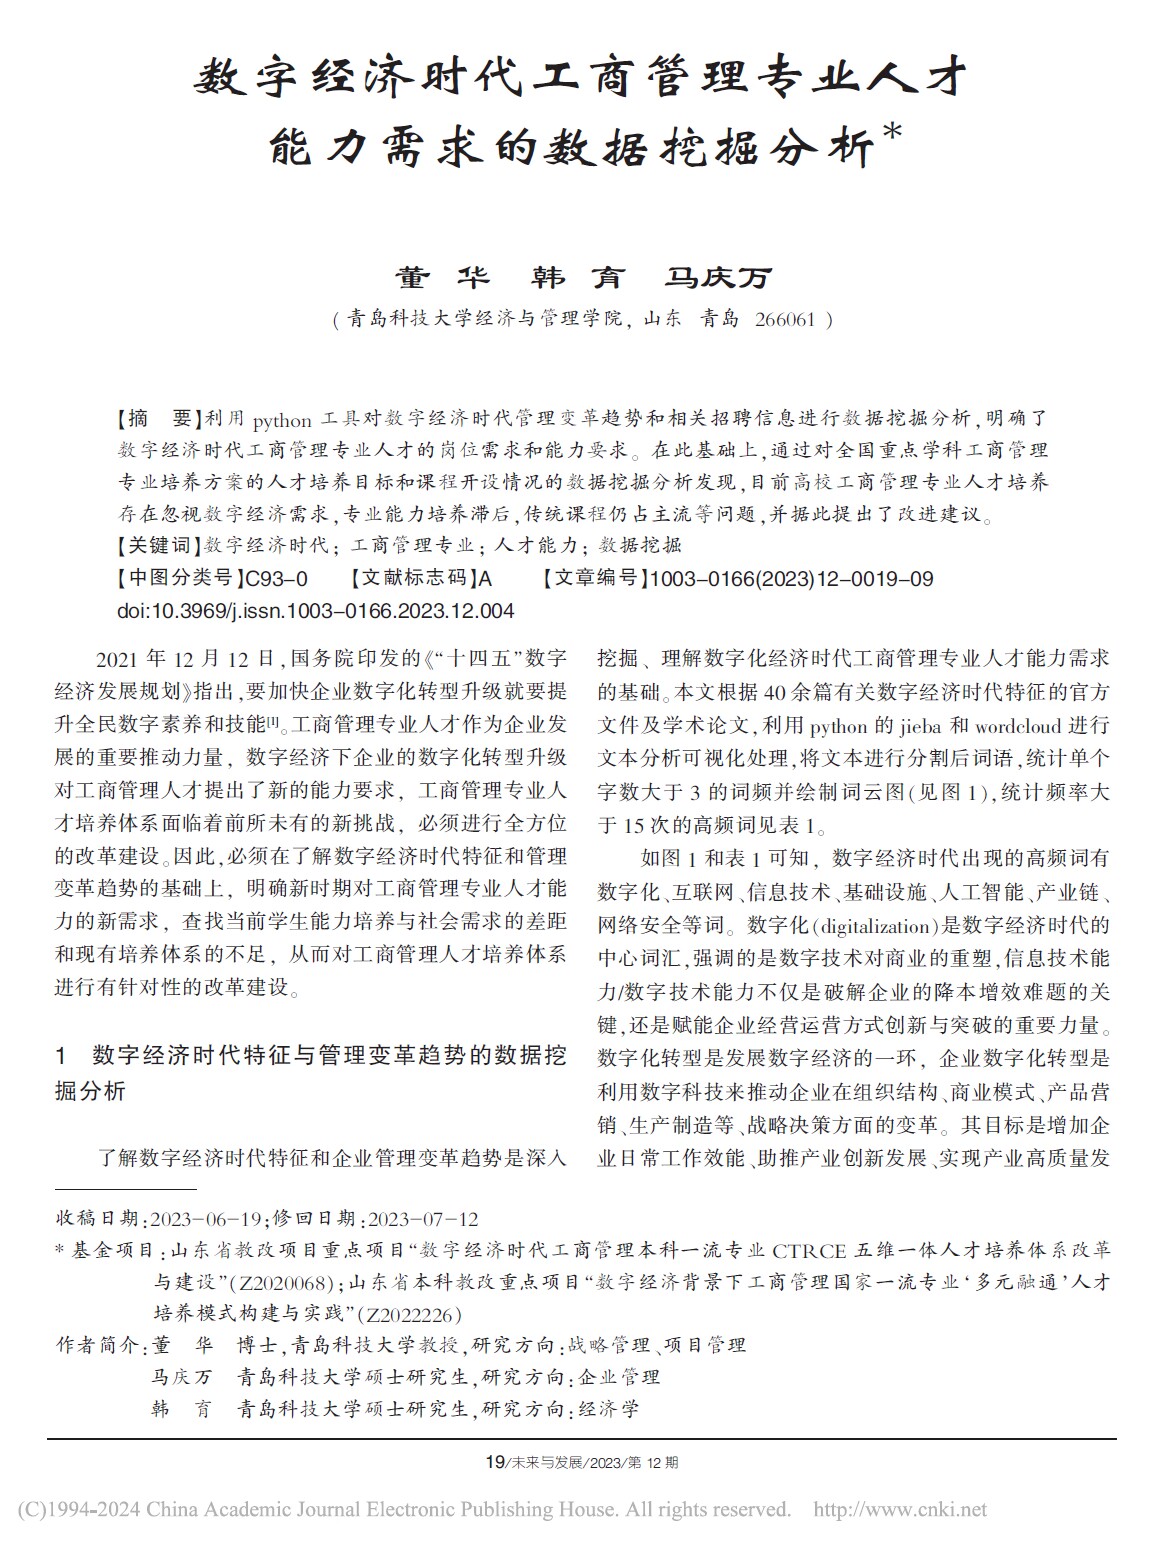 数字经济时代工商管理专业人才
能力需求的数据挖掘分析*
董 华 韩 育 马庆万
(青岛科技大学经济与管理学院, 山东 青岛 266061)
【摘 要】利用 python 工具对数字经济时代管理变革趋势和相关招聘信息进行数据挖掘分析,明确了
数字经济时代工商管理专业人才的岗位需求和能力要求。在此基础上,通过对全国重点学科工商管理
专业培养方案的人才培养目标和课程开设情况的数据挖掘分析发现,目前高校工商管理专业人才培养
存在忽视数字经济需求,专业能力培养滞后,传统课程仍占主流等问题,并据此提出了改进建议。
【关键词】数字经济时代; 工商管理专业; 人才能力; 数据挖掘
【中图分类号】C93-0 【文献标志码】A 【文章编号】1003-0166(2023)12-0019-09
doi:10.3969/j.issn.1003-0166.2023.12.004
2021 年 12 月 12 日,国务院印发的《“十四五”数字
经济发展规划》指出,要加快企业数字化转型升级就要提
升全民数字素养和技能[1]。工商管理专业人才作为企业发
展的重要推动力量, 数字经济下企业的数字化转型升级
对工商管理人才提出了新的能力要求, 工商管理专业人
才培养体系面临着前所未有的新挑战, 必须进行全方位
的改革建设。因此,必须在了解数字经济时代特征和管理
变革趋势的基础上, 明确新时期对工商管理专业人才能
力的新需求, 查找当前学生能力培养与社会需求的差距
和现有培养体系的不足, 从而对工商管理人才培养体系
进行有针对性的改革建设。
1 数字经济时代特征与管理变革趋势的数据挖
掘分析
了解数字经济时代特征和企业管理变革趋势是深入
挖掘、理解数字化经济时代工商管理专业人才能力需求
的基础。本文根据 40 余篇有关数字经济时代特征的官方
文件及学术论文,利用 python 的 jieba 和 wordcloud 进行
文本分析可视化处理,将文本进行分割后词语,统计单个
字数大于 3 的词频并绘制词云图(见图 1),统计频率大
于 15 次的高频词见表 1。
如图 1 和表 1 可知, 数字经济时代出现的高频词有
数字化、互联网、信息技术、基础设施、人工智能、产业链、
网络安全等词。数字化(digitalization)是数字经济时代的
中心词汇,强调的是数字技术对商业的重塑,信息技术能
力/数字技术能力不仅是破解企业的降本增效难题的关
键,还是赋能企业经营运营方式创新与突破的重要力量。
数字化转型是发展数字经济的一环, 企业数字化转型是
利用数字科技来推动企业在组织结构、商业模式、产品营
销、生产制造等、战略决策方面的变革。其目标是增加企
业日常工作效能、助推产业创新发展、实现产业高质量发
收稿日期:2023-06-19;修回日期:2023-07-12
* 基金项目:山东省教改项目重点项目“数字经济时代工商管理本科一流专业 CTRCE 五维一体人才培养体系改革
与建设”(Z2020068);山东省本科教改重点项目“数字经济背景下工商管理国家一流专业‘多元融通’人才
培养模式构建与实践”(Z2022226)
作者简介:董 华 博士,青岛科技大学教授,研究方向:战略管理、项目管理
马庆万 青岛科技大学硕士研究生,研究方向:企业管理
韩 育 青岛科技大学硕士研究生,研究方向:经济学
19/未来与发展/2023/第 12 期
(C)1994-2024 China Academic Journal Electronic Publishing House. All rights reserved. http://www.cnki.net